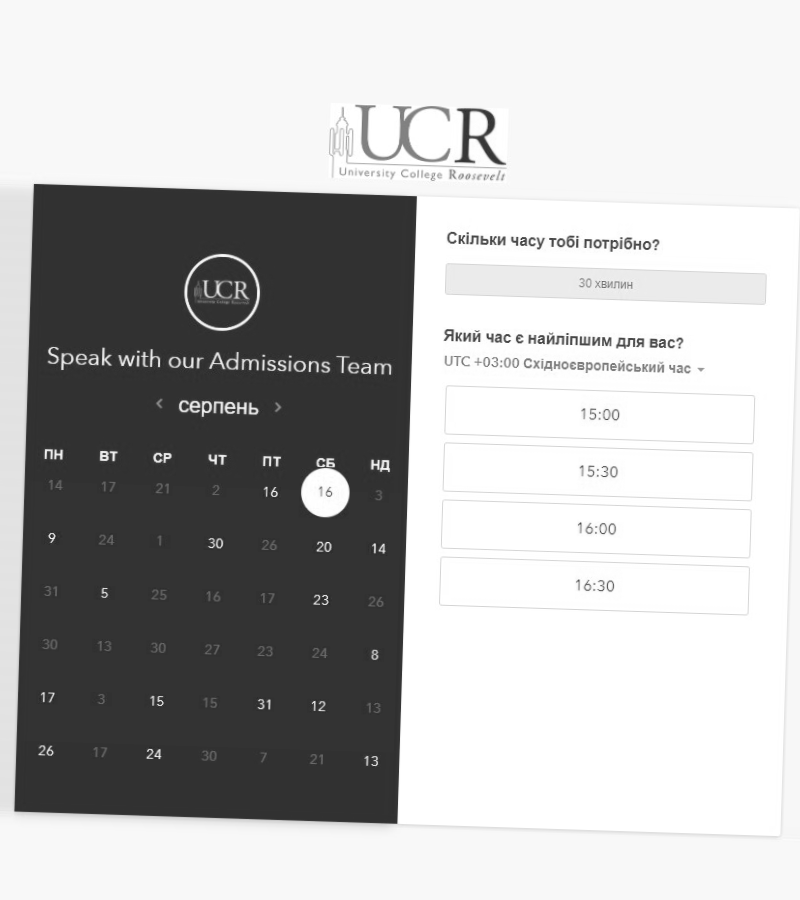 UCR
University College Roosevelt
UCR
Speak with our Admissions Team
серпень
ПН ВТ СР ЧТ ПТ СБ НД
14 17 21 2 16 16 3
9 24 1 30 26 20 14
31 5 25 16 17 23 26
30 13 30 27 23 24 8
17 3 15 15 31 12 13
26 17 24 30 7 21 13
Скільки часу тобі потрібно?
30 хвилин
Який час є найліпшим для вас?
UTC +03:00 Східноєвропейський час
15:00
15:30
16:00
16:30